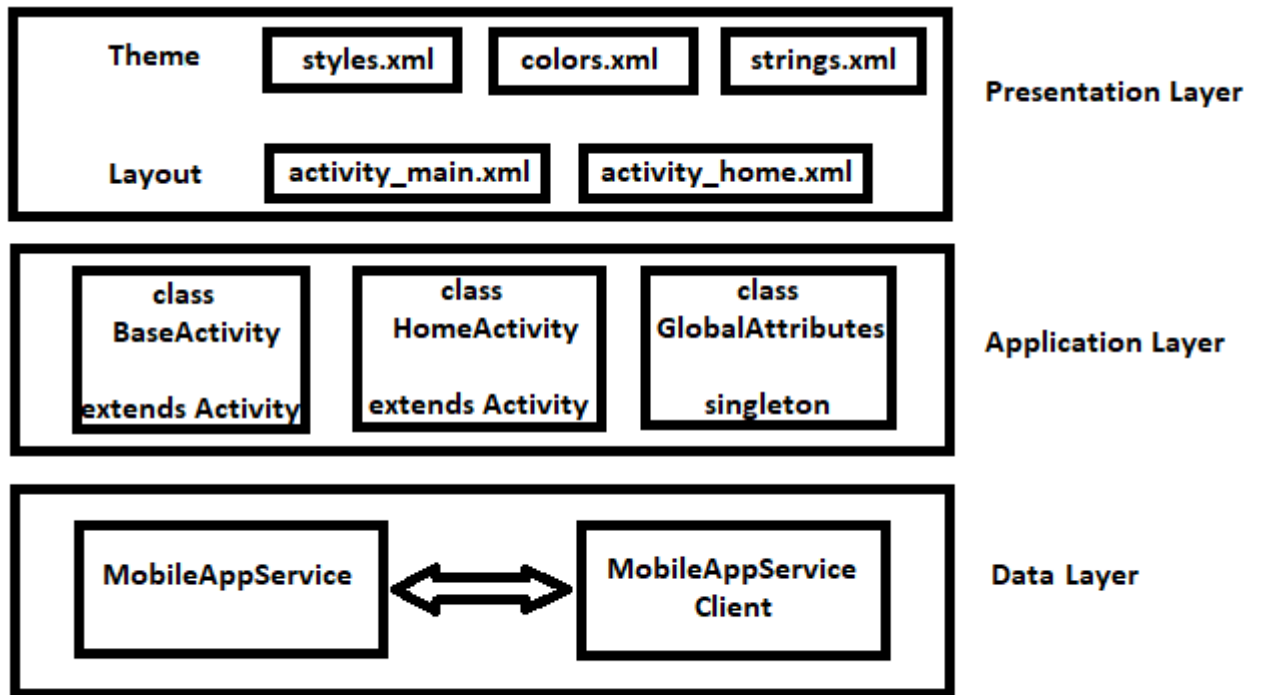 Theme
styles.xml
colors.xml
strings.xml
Presentation Layer
Layout
activity_main.xml
activity_home.xml
class
BaseActivity
extends Activity
class
HomeActivity
extends Activity
class
GlobalAttributes
singleton
Application Layer
MobileAppService
MobileAppService
Client
Data Layer